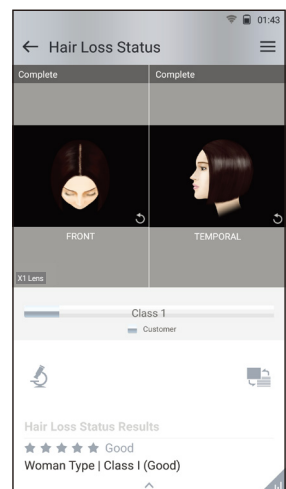 01:43
Hair Loss Status
Complete Complete
FRONT TEMPORAL
X1 Lens
Class 1
Customer
Hair Loss Status Results
Good
Woman Type | Class I (Good)